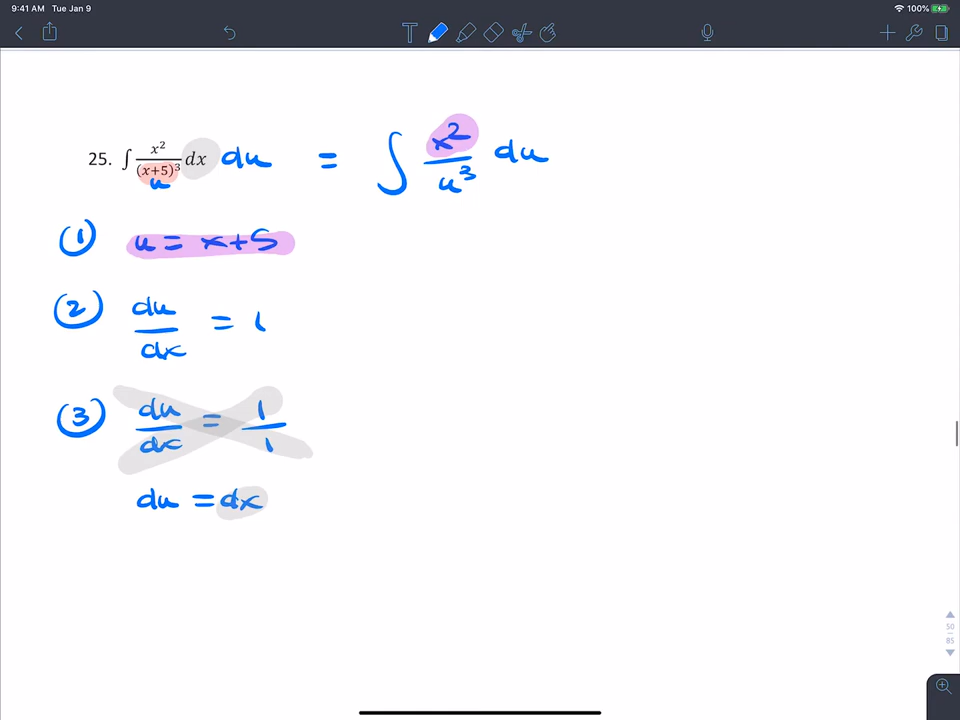 9:41 AM Tue Jan 9
100%
T
25. ∫ x²/(x+5)³ dx du = ∫ x²/u³ du
u
① u = x+5
② du/dx = 1
③ du/dx = 1/1
du = dx
50
85